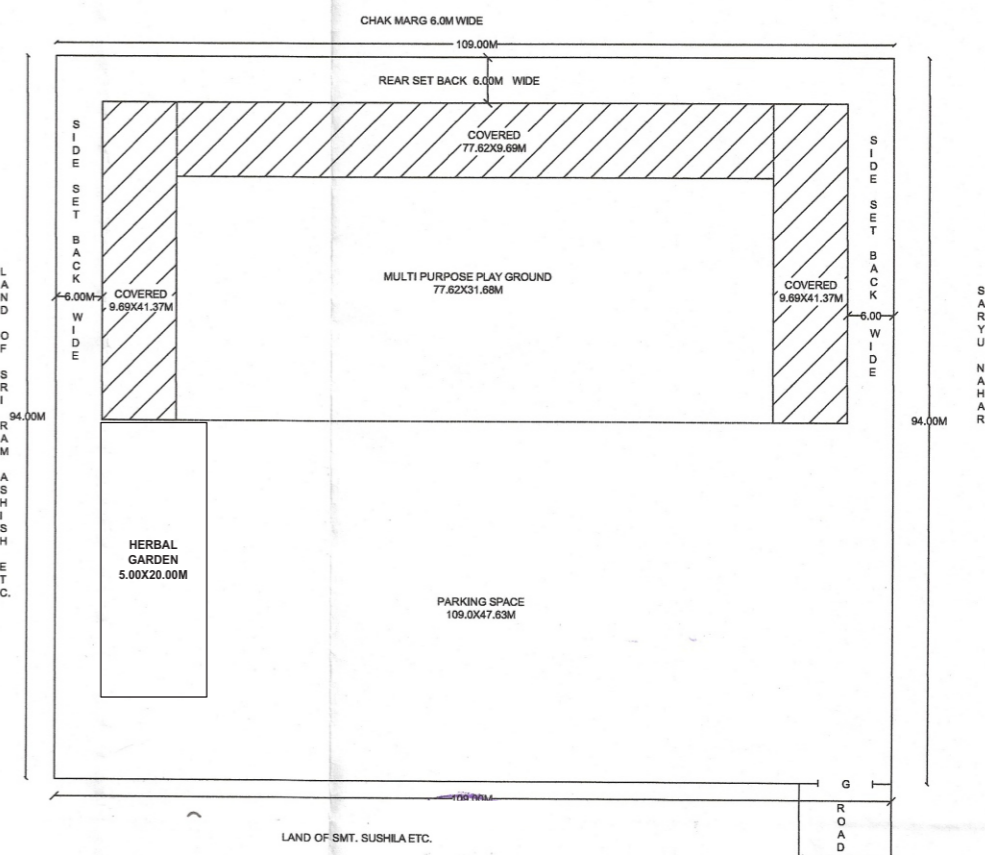 CHAK MARG 6.0M WIDE
109.00M
REAR SET BACK 6.00M WIDE
COVERED
77.62X9.69M
SIDE SET BACK 6.00M WIDE
SIDE SET BACK 6.00 WIDE
MULTI PURPOSE PLAY GROUND
77.62X31.68M
COVERED
9.69X41.37M
COVERED
9.69X41.37M
LAND OF SRI RAM ASHISH ETC.
94.00M
94.00M
SARYU NAHAR
HERBAL
GARDEN
5.00X20.00M
PARKING SPACE
109.0X47.63M
G
109.00M
ROAD
LAND OF SMT. SUSHILA ETC.